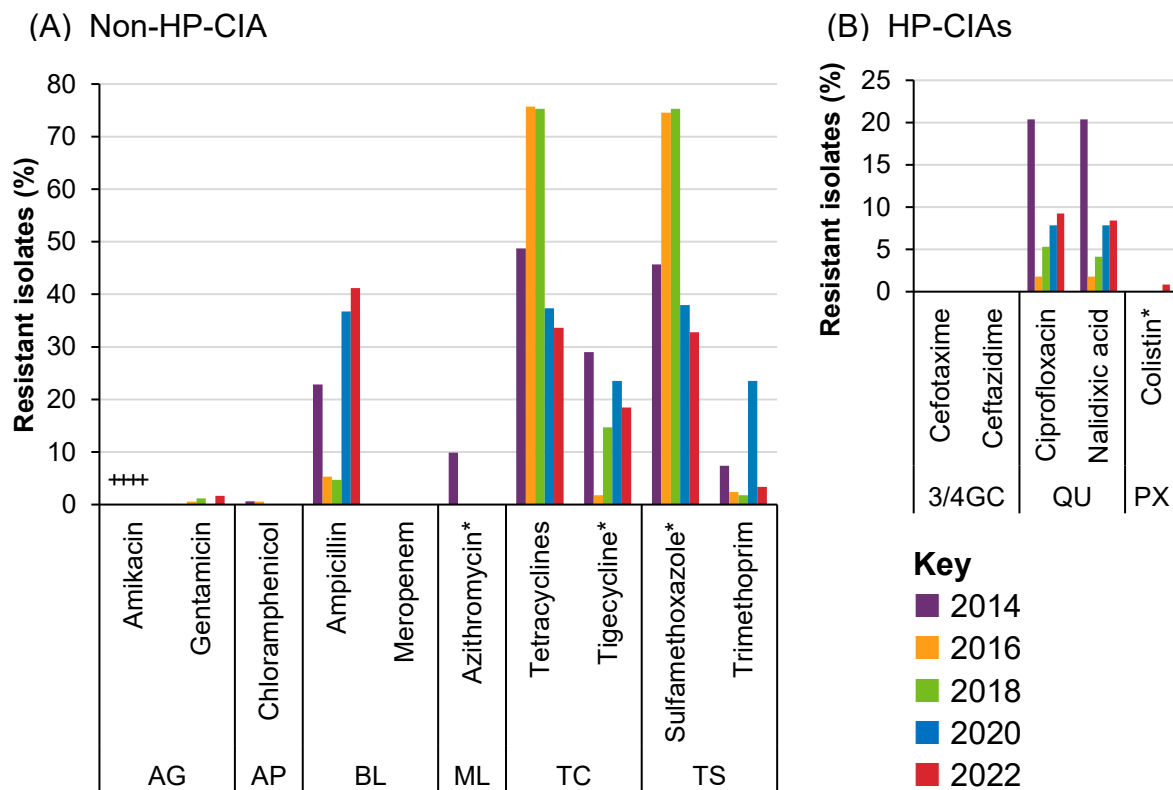 (A) Non-HP-CIA
Resistant isolates (%)
80
70
60
50
40
30
20
10
0
‡‡‡‡
Amikacin
Gentamicin
Chloramphenicol
Ampicillin
Meropenem
Azithromycin*
Tetracyclines
Tigecycline*
Sulfamethoxazole*
Trimethoprim
AG
AP
BL
ML
TC
TS
(B) HP-CIAs
Resistant isolates (%)
25
20
15
10
5
0
Cefotaxime
Ceftazidime
Ciprofloxacin
Nalidixic acid
Colistin*
3/4GC
QU
PX
Key
2014
2016
2018
2020
2022